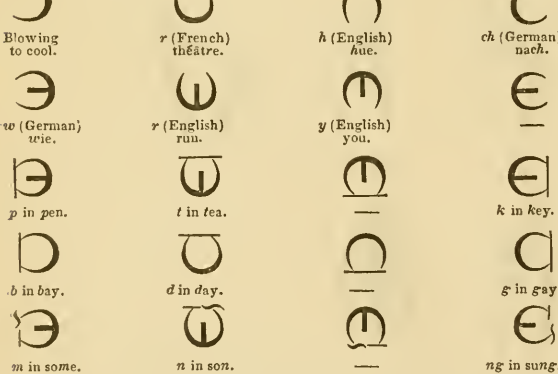 Blowing r (French) h (English) ch (German
to cool. théâtre. hue. nach.
w (German) r (English) y (English) —
wie. run. you.
p in pen. t in tea. — k in key.
b in bay. d in day. — g in gay
m in some. n in son. — ng in sung